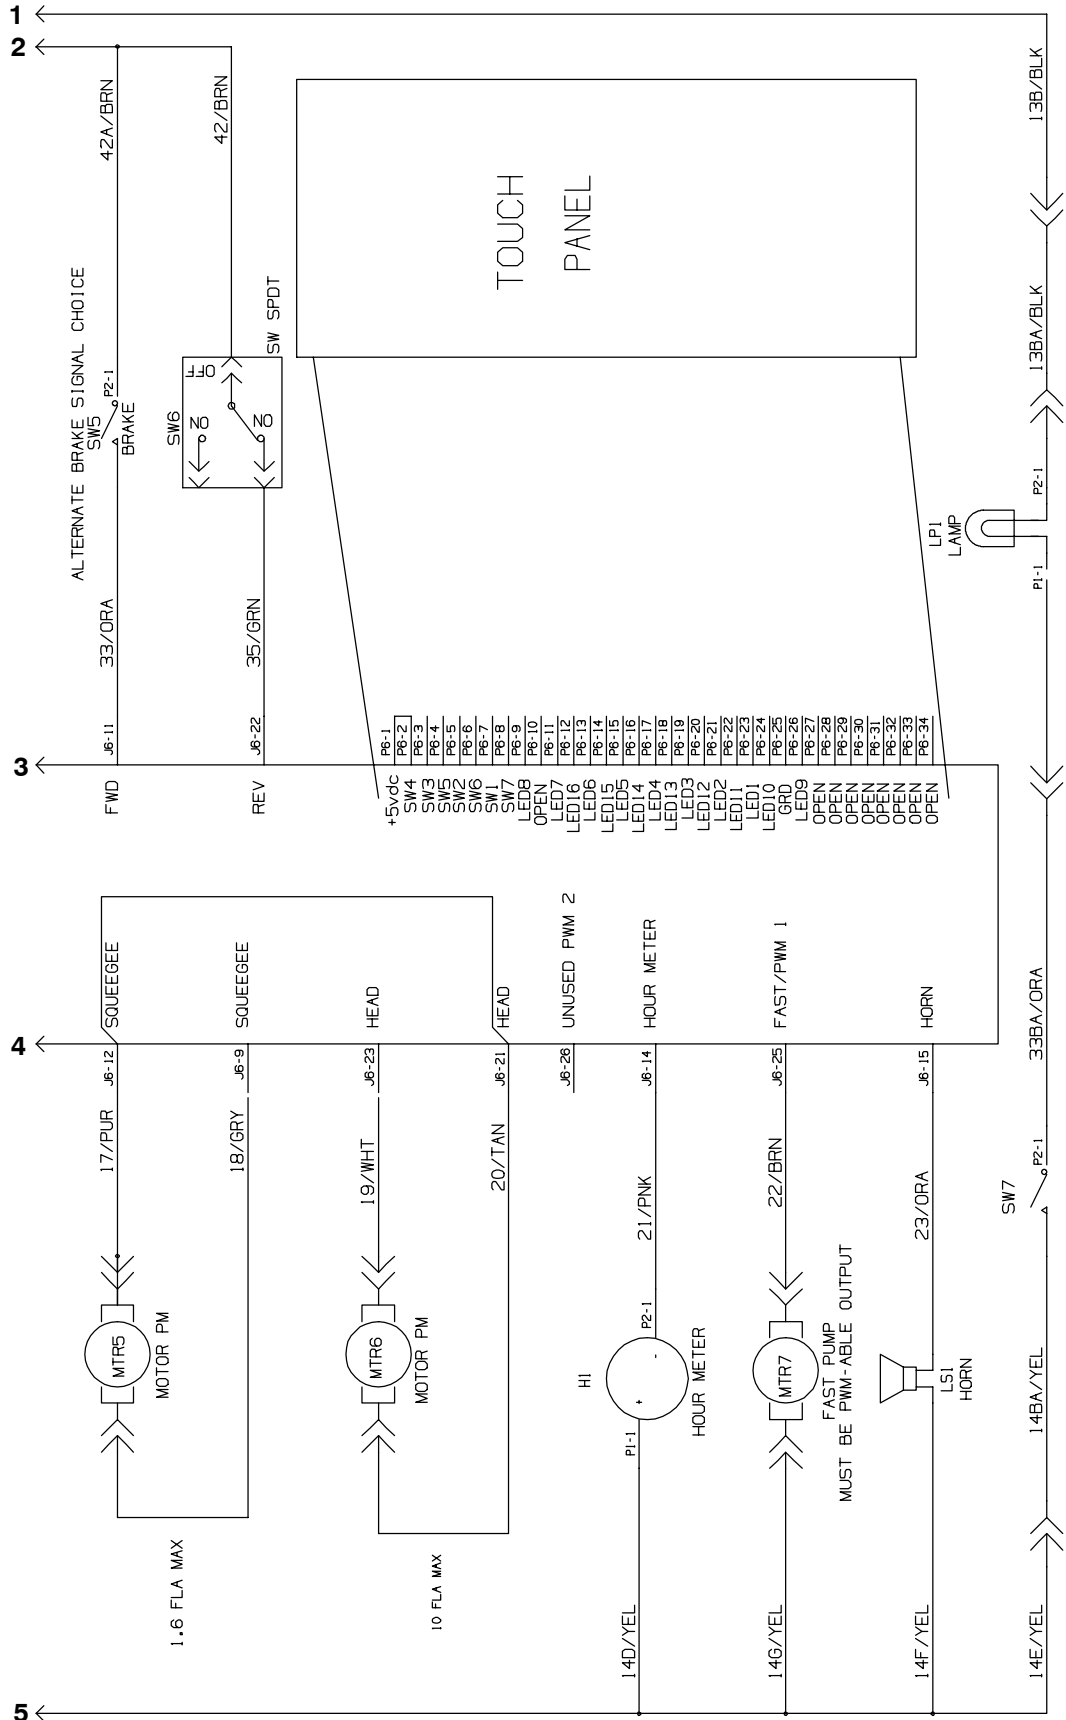 1
2
42A/BRN
42/BRN
13B/BLK
TOUCH
PANEL
ALTERNATE BRAKE SIGNAL CHOICE
SW5
P2-1
BRAKE
SW6
OFF
ON
ON
SW SPDT
13BA/BLK
33/ORA
35/GRN
LP1
LAMP
P2-1
P1-1
J6-11
J6-22
P6-1
P6-2
P6-3
P6-4
P6-5
P6-6
P6-7
P6-8
P6-9
P6-10
P6-11
P6-12
P6-13
P6-14
P6-15
P6-16
P6-17
P6-18
P6-19
P6-20
P6-21
P6-22
P6-23
P6-24
P6-25
P6-26
P6-27
P6-28
P6-29
P6-30
P6-31
P6-32
P6-33
P6-34
3
FWD
REV
+5vdc
SW4
SW3
SW5
SW2
SW6
SW1
SW7
LED8
OPEN
LED7
LED16
LED6
LED15
LED5
LED14
LED4
LED13
LED3
LED12
LED2
LED11
LED1
LED10
GRD
LED9
OPEN
OPEN
OPEN
OPEN
OPEN
OPEN
OPEN
OPEN
SQUEEGEE
SQUEEGEE
HEAD
HEAD
UNUSED PWM 2
HOUR METER
FAST/PWM 1
HORN
33BA/ORA
4
J6-12
J6-9
J6-23
J6-21
J6-26
J6-14
J6-25
J6-15
17/PUR
18/GRY
19/WHT
20/TAN
21/PNK
22/BRN
23/ORA
SW7
P2-1
MTR5
MOTOR PM
MTR6
MOTOR PM
H1
P2-1
-
+
P1-1
HOUR METER
MTR7
FAST PUMP
MUST BE PWM-ABLE OUTPUT
LS1
HORN
14BA/YEL
1.6 FLA MAX
10 FLA MAX
14D/YEL
14G/YEL
14F/YEL
14E/YEL
5